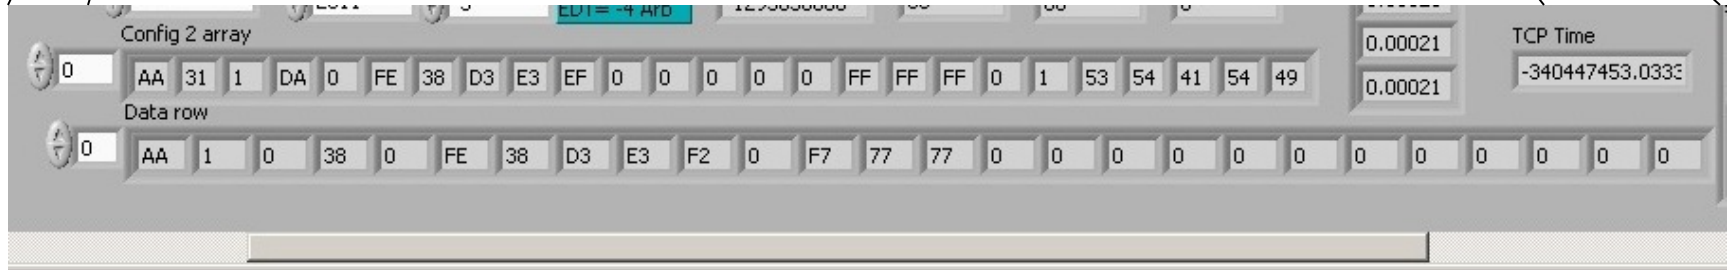 EDT= -4 Arb
Config 2 array
0.00021
TCP Time
0 AA 31 1 DA 0 FE 38 D3 E3 EF 0 0 0 0 0 FF FF FF 0 1 53 54 41 54 49
-340447453.0333
0.00021
Data row
0 AA 1 0 38 0 FE 38 D3 E3 F2 0 F7 77 77 0 0 0 0 0 0 0 0 0 0 0 0